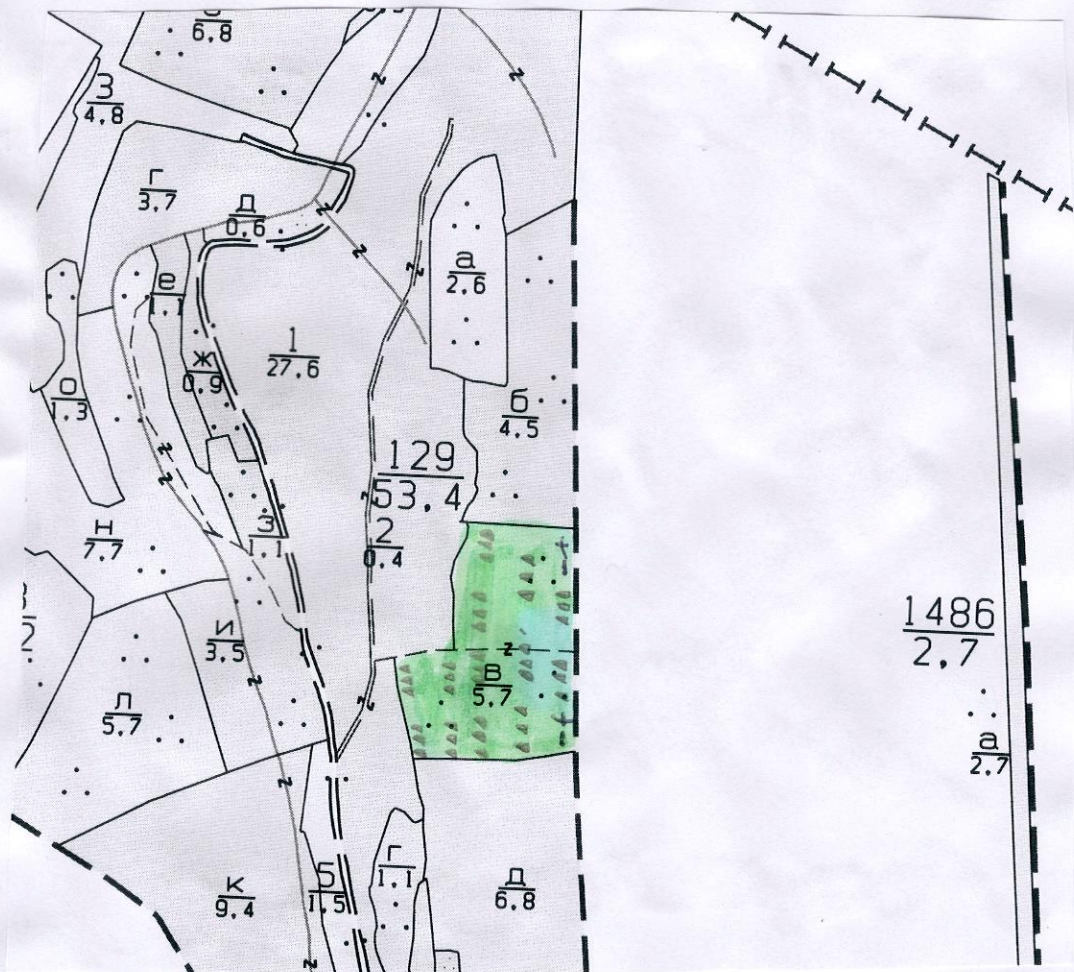 6,8
З
4,8
Г
3,7
Д
0,6
а
2,6
е
1,1
1
27,6
ж
0,9
о
1,3
б
4,5
129
53,4
2
0,4
З
1,1
н
7,7
и
3,5
1486
2,7
в
5,7
2
Л
5,7
а
2,7
к
9,4
Б
1,5
Г
1,1
Д
6,8